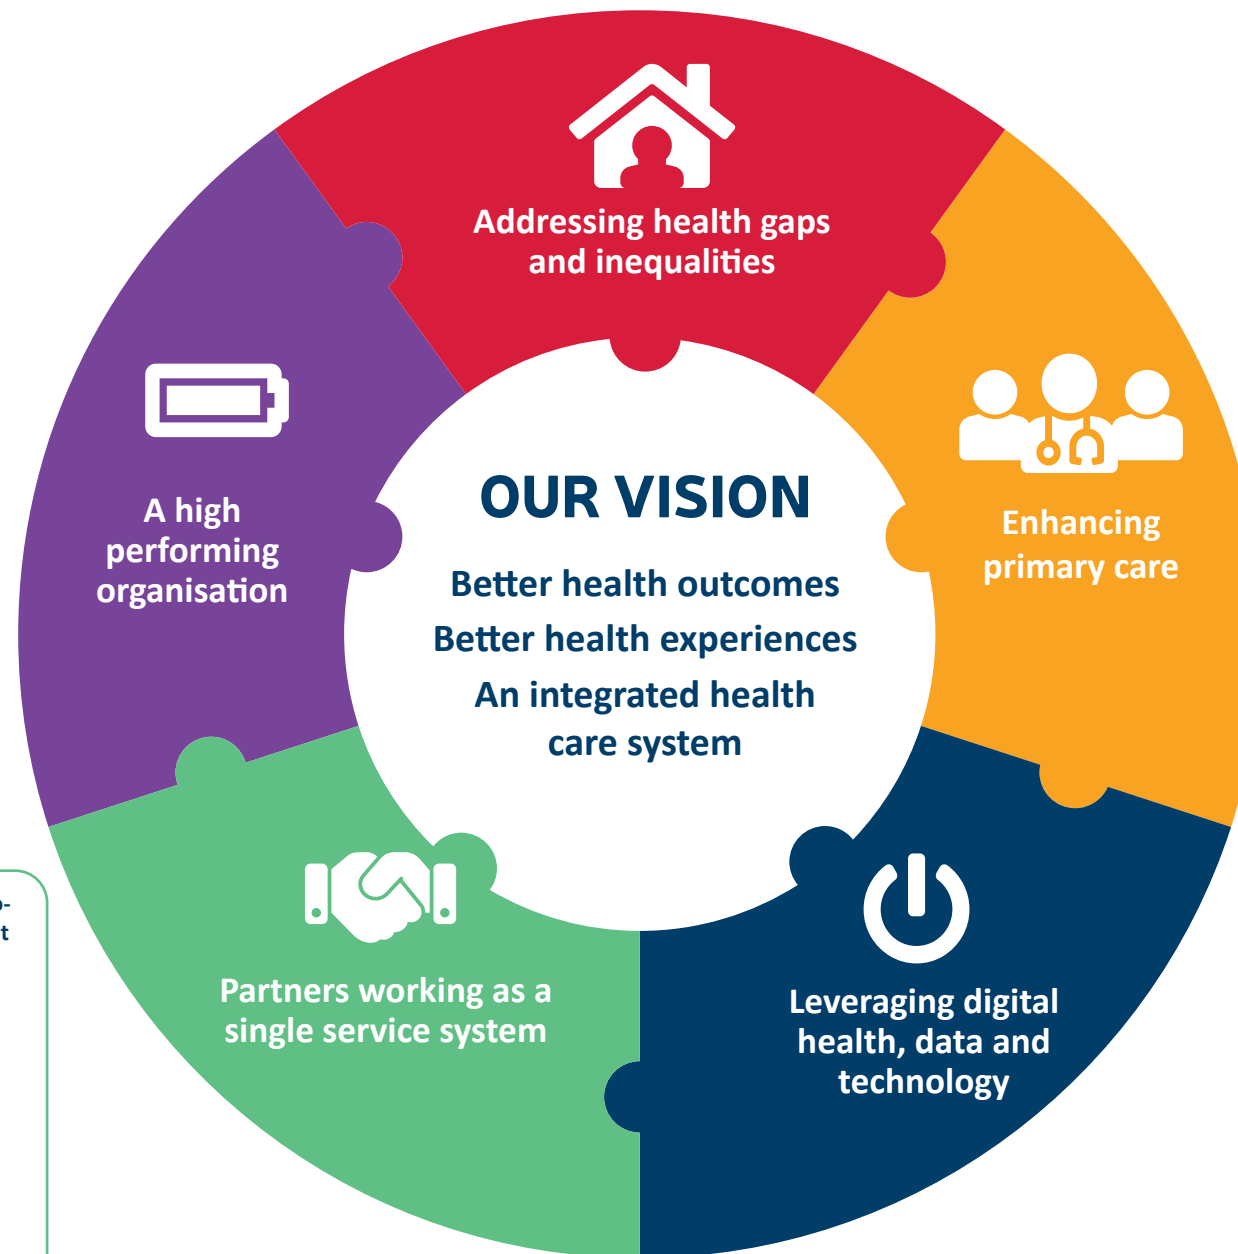 Addressing health gaps
and inequalities
Enhancing
primary care
Leveraging digital
health, data and
technology
Partners working as a
single service system
A high
performing
organisation
OUR VISION
Better health outcomes
Better health experiences
An integrated health
care system